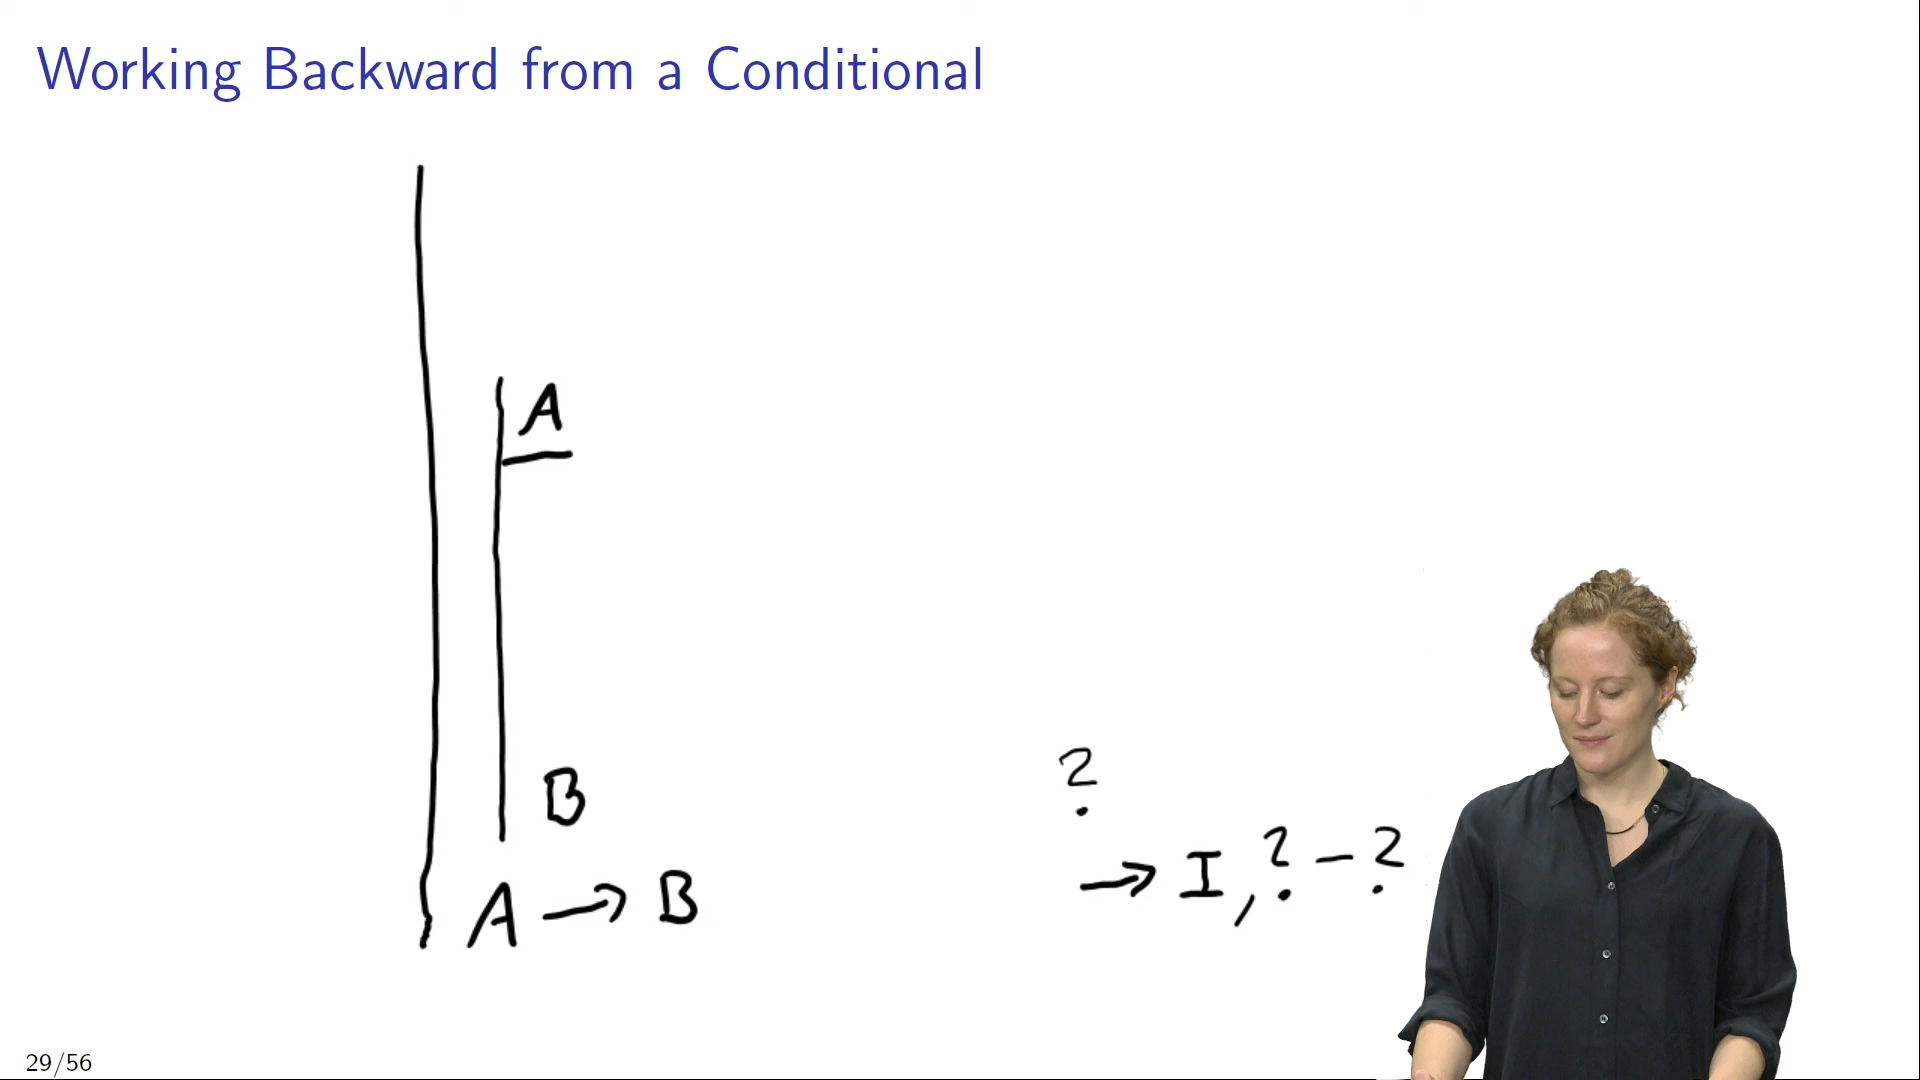 Working Backward from a Conditional
A
B
?
A → B
→ I, ? – ?
29/56